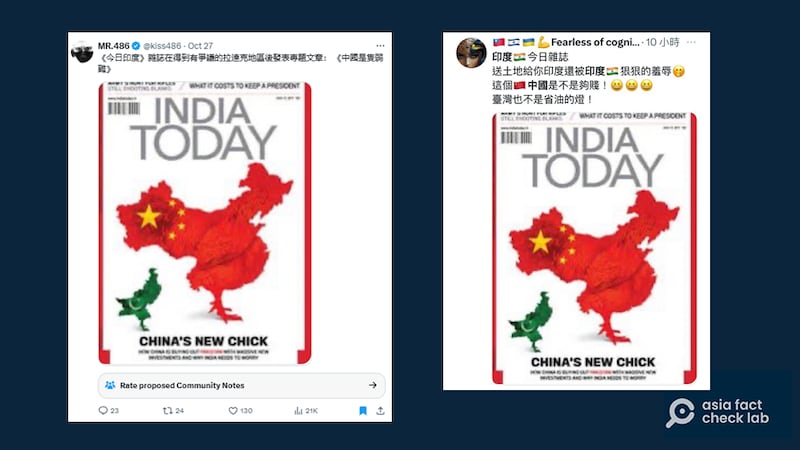 MR.486 @kiss486 · Oct 27
《今日印度》雜誌在得到有爭議的拉達克地區後發表專題文章：《中國是隻弱
雞》
STILL SHOOTING BLANKS
WHAT IT COSTS TO KEEP A PRESIDENT
INDIA
TODAY
CHINA'S NEW CHICK
HOW CHINA IS BUYING OUT PAKISTAN WITH MASSIVE NEW
INVESTMENTS AND WHY INDIA NEEDS TO WORRY
Rate proposed Community Notes
23 24 130 21K
Fearless of cogni... · 10 小時
印度今日雜誌
送土地給你印度還被印度狠狠的羞辱
這個中國是不是夠賤！
臺灣也不是省油的燈！
STILL SHOOTING BLANKS
WHAT IT COSTS TO KEEP A PRESIDENT
INDIA
TODAY
CHINA'S NEW CHICK
HOW CHINA IS BUYING OUT PAKISTAN WITH MASSIVE NEW
INVESTMENTS AND WHY INDIA NEEDS TO WORRY
asia fact
check lab